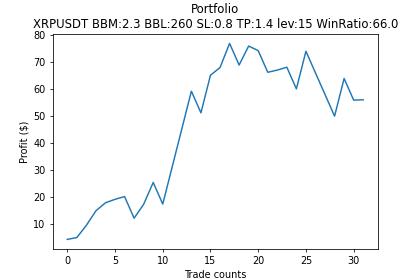 Portfolio
XRPUSDT BBM:2.3 BBL:260 SL:0.8 TP:1.4 lev:15 WinRatio:66.0
80
70
60
50
40
30
20
10
Profit ($)
0 5 10 15 20 25 30
Trade counts